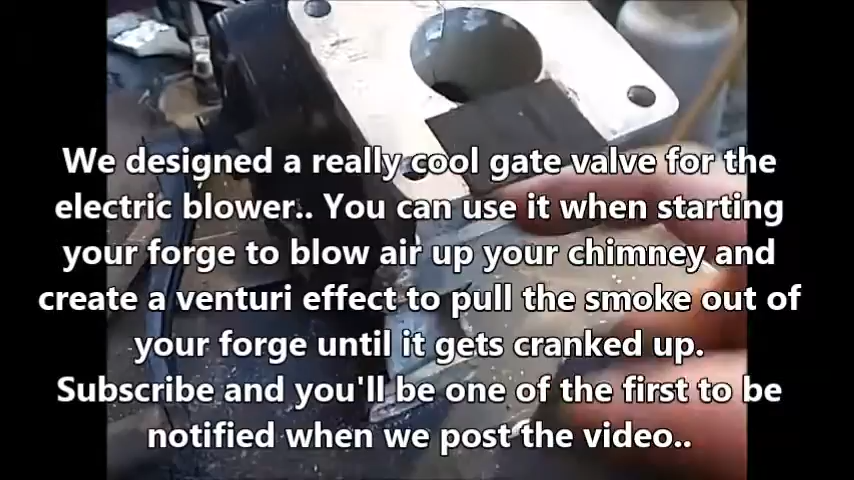 We designed a really cool gate valve for the
electric blower.. You can use it when starting
your forge to blow air up your chimney and
create a venturi effect to pull the smoke out of
your forge until it gets cranked up.
Subscribe and you'll be one of the first to be
notified when we post the video..